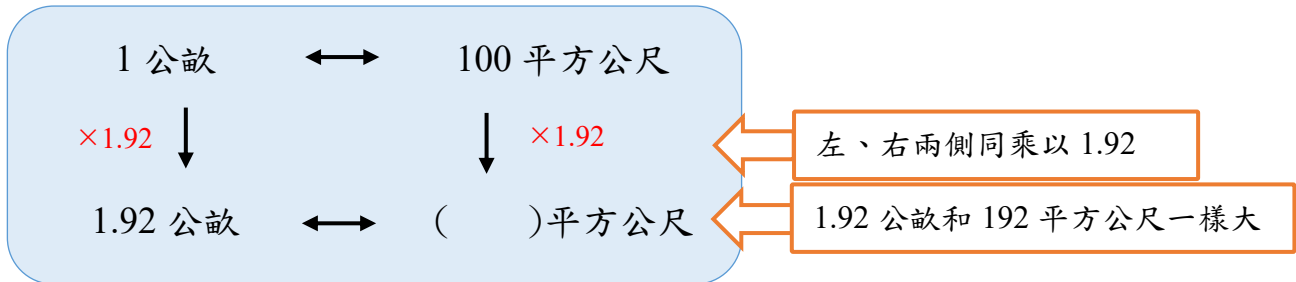 1 公畝 100 平方公尺
×1.92 ×1.92
左、右兩側同乘以 1.92
1.92 公畝 ( )平方公尺
1.92 公畝和 192 平方公尺一樣大